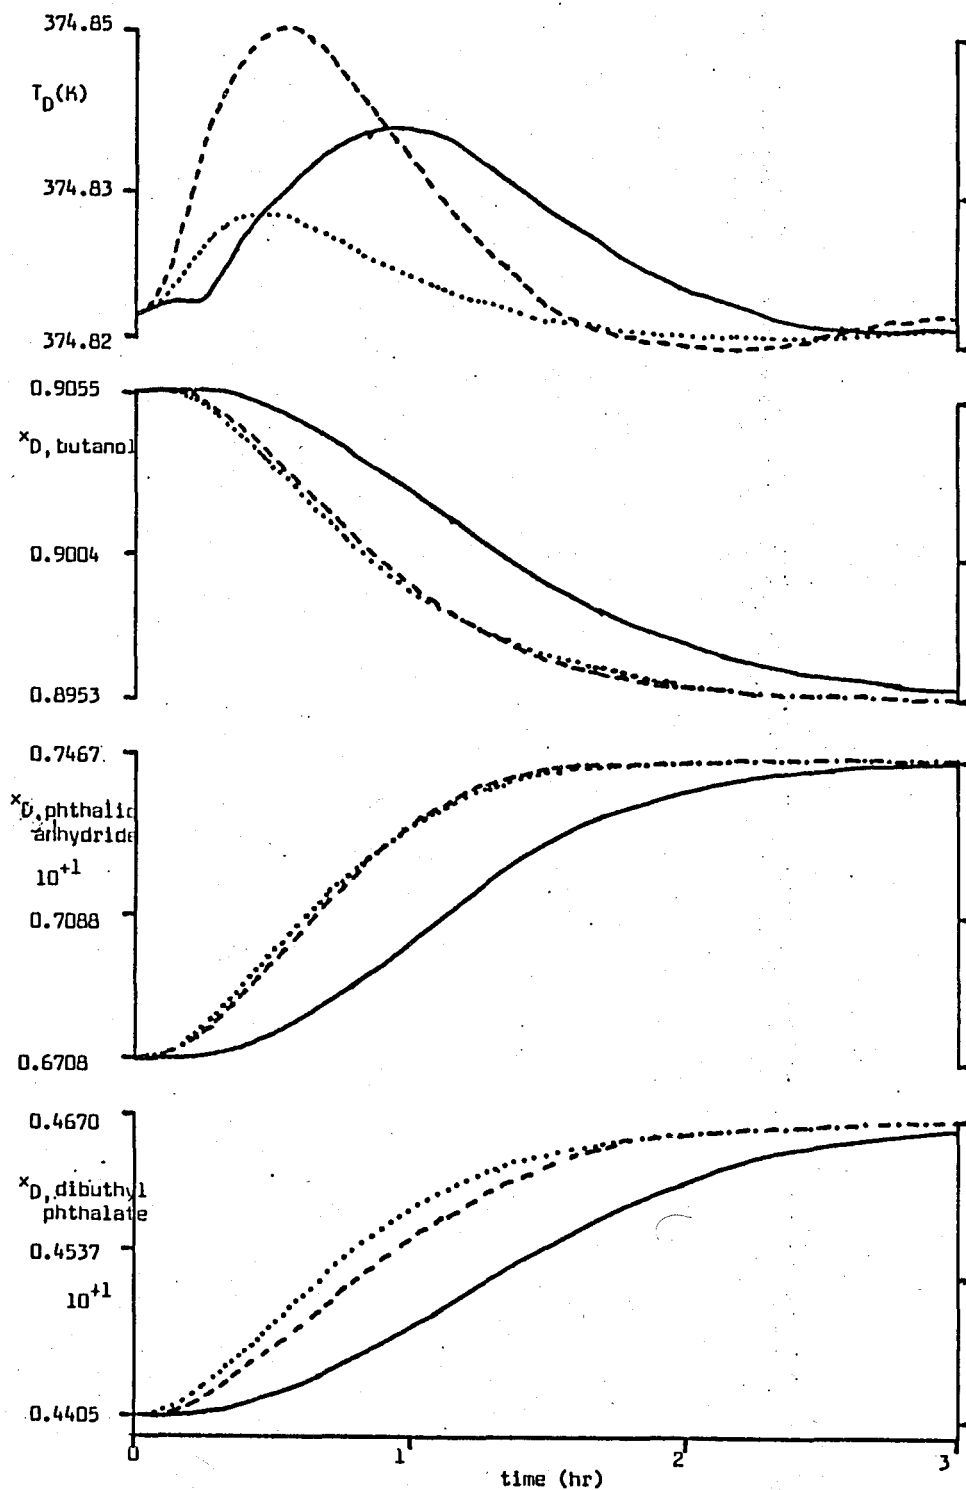 374.85
T_D(K)
374.83
374.82
0.9055
x_D, butanol
0.9004
0.8953
0.7467
x_D, phthalic
anhydride
10^+1
0.7088
0.6708
0.4670
x_D, dibuthyl
phthalate
0.4537
10^+1
0.4405
0 1 2 3
time (hr)